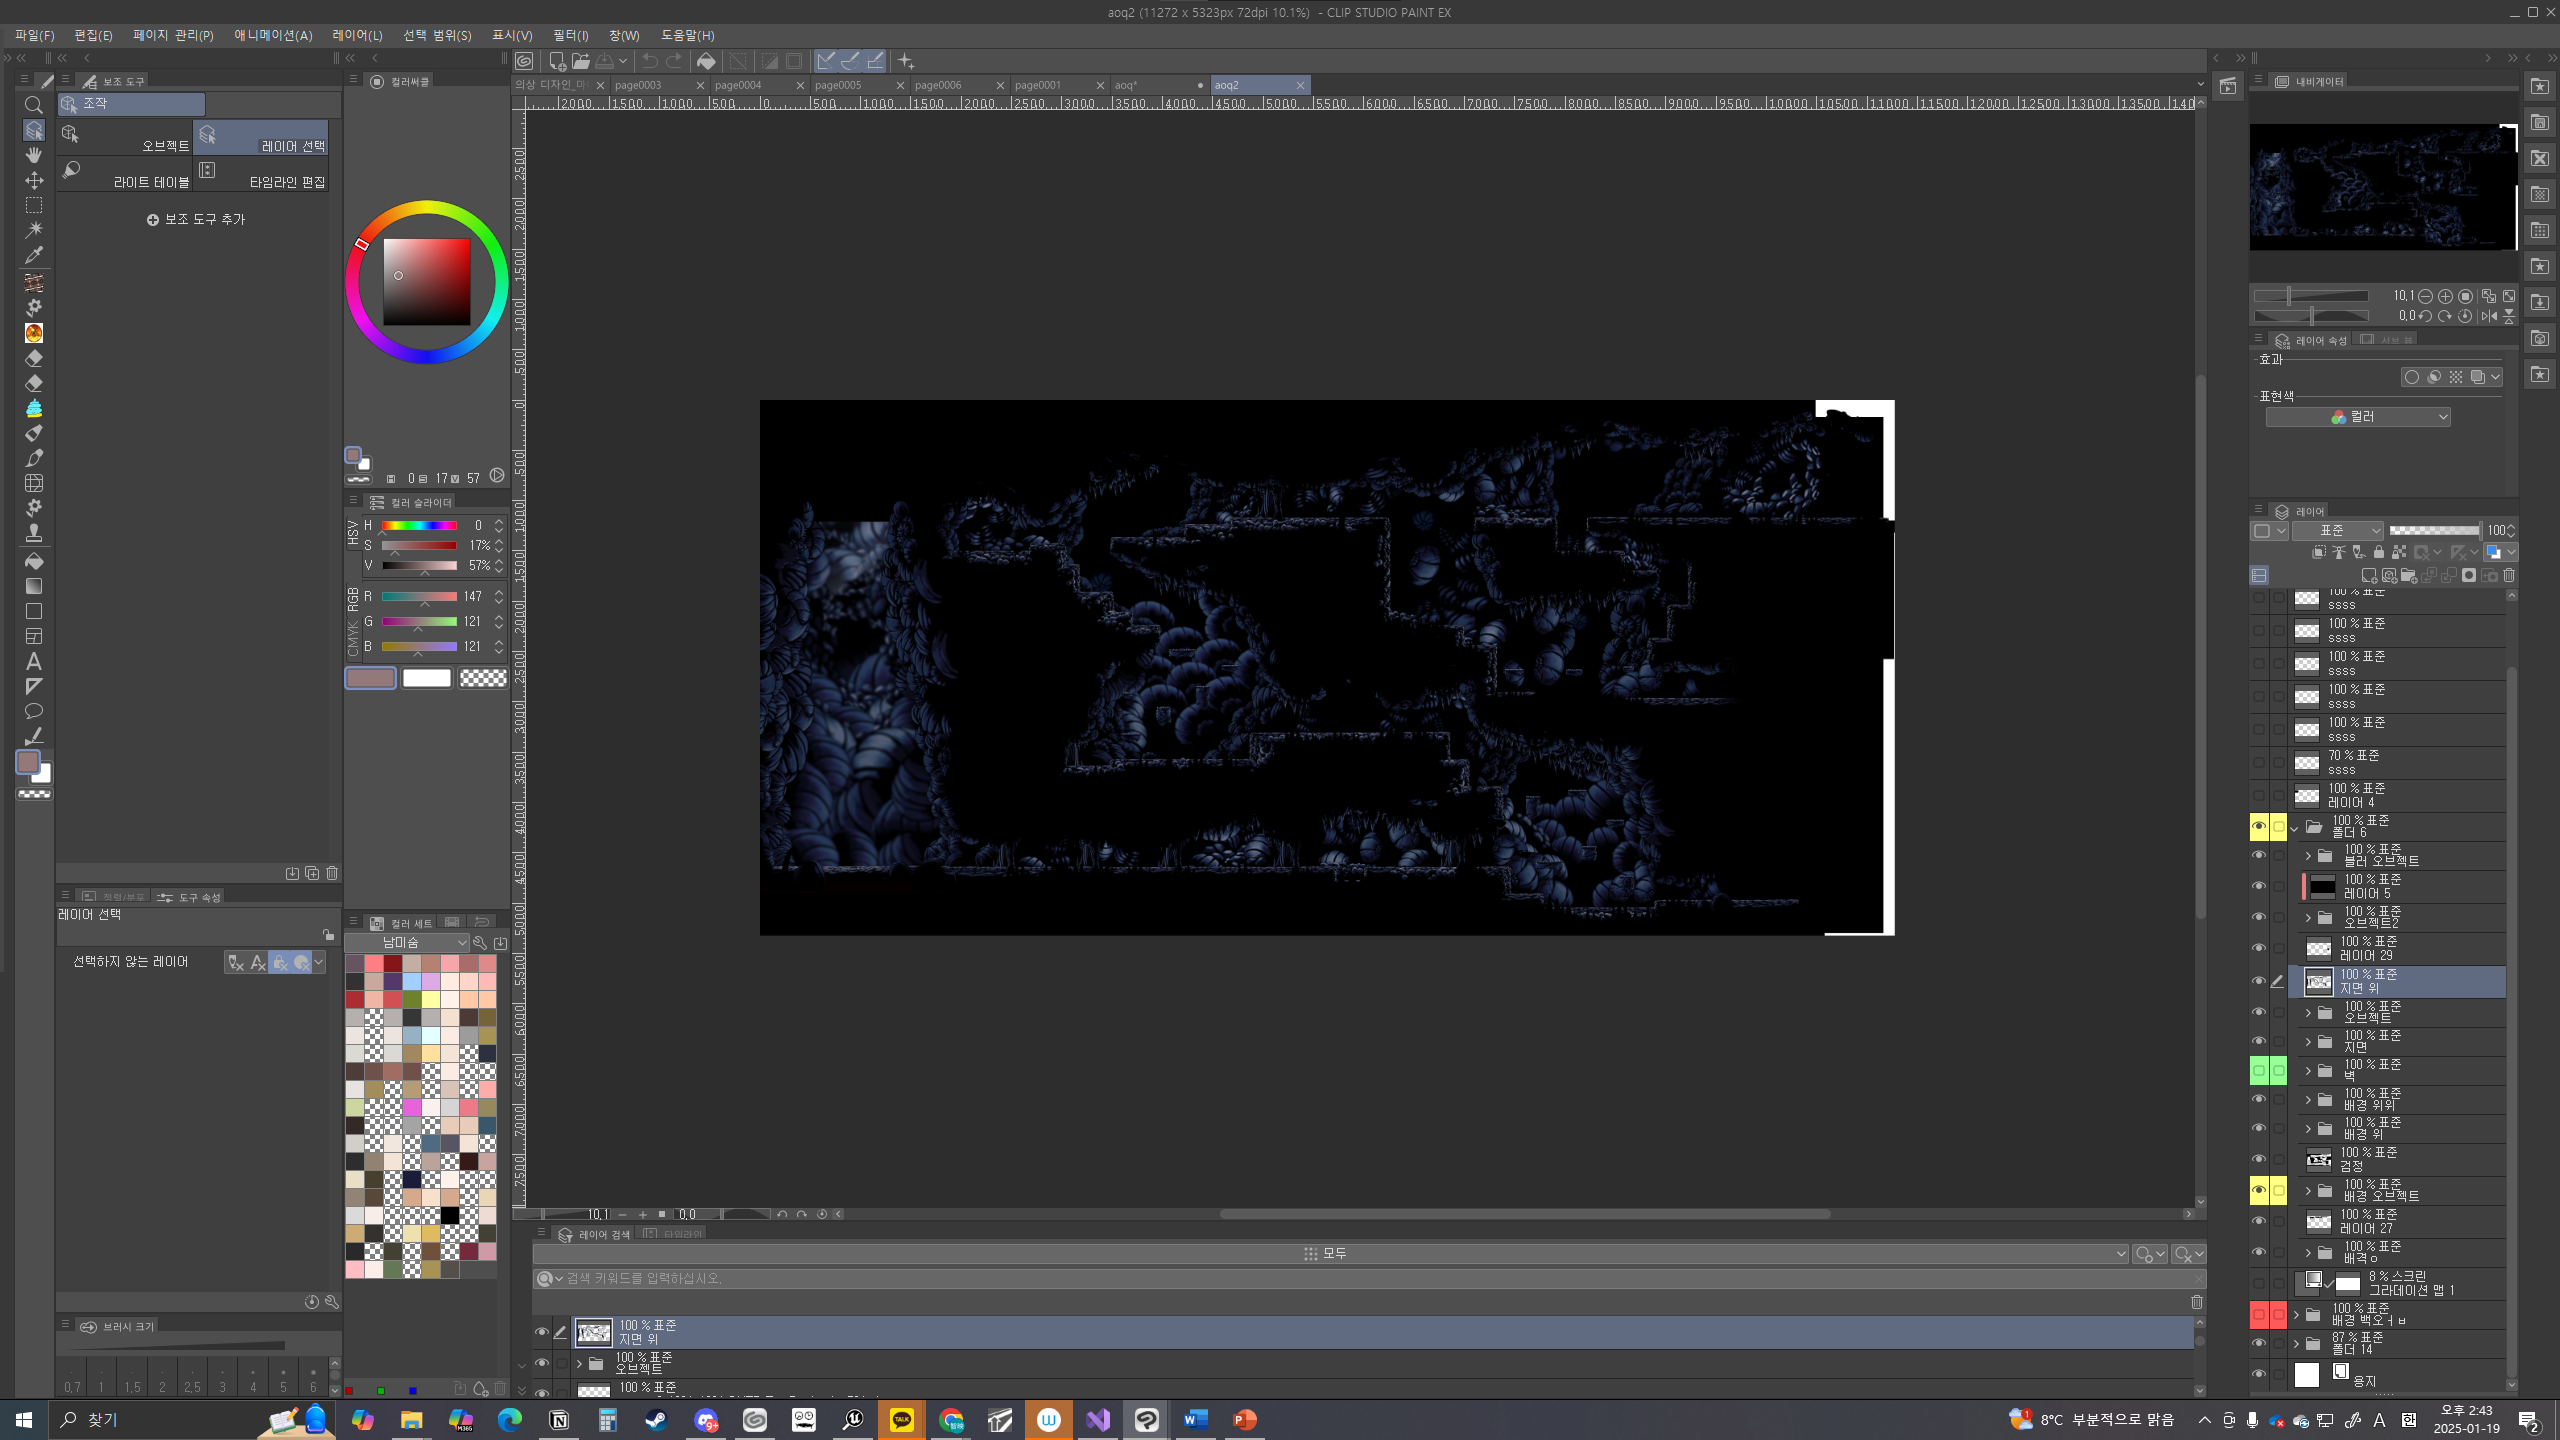 aoq2 (11272 x 5323px 72dpi 10.1%) - CLIP STUDIO PAINT EX
파일(F) 편집(E) 페이지 관리(P) 애니메이션(A) 레이어(L) 선택 범위(S) 표시(V) 필터(I) 창(W) 도움말(H)
보조 도구
조작
오브젝트
레이어 선택
라이트 테이블
타임라인 편집
보조 도구 추가
컬러써클
page0003 page0004 page0005 page0006 page0001 aoq* aoq2
0 17 57
컬러 슬라이더
HSV
H 0
S 17%
V 57%
RGB
CMYK
R 147
G 121
B 121
컬러 세트
남미숨
도구 속성
레이어 선택
선택하지 않는 레이어
브러시 크기
0.7 1 1.5 2 2.5 3 4 5 6
10.1 0.0
레이어 검색 타임라인
모두
검색 키워드를 입력하십시오.
100 % 표준
지면 위
100 % 표준
오브젝트
100 % 표준
내비게이터
10.1
0.0
레이어 속성
효과
표현색
컬러
레이어
표준 100
100 % 표준
ssss
100 % 표준
ssss
100 % 표준
ssss
100 % 표준
ssss
100 % 표준
ssss
70 % 표준
ssss
100 % 표준
레이어 4
100 % 표준
폴더 6
100 % 표준
블러 오브젝트
100 % 표준
레이어 5
100 % 표준
오브젝트2
100 % 표준
레이어 29
100 % 표준
지면 위
100 % 표준
오브젝트
100 % 표준
지면
100 % 표준
벽
100 % 표준
배경 위위
100 % 표준
배경 위
100 % 표준
검정
100 % 표준
배경 오브젝트
100 % 표준
레이어 27
100 % 표준
배격ㅇ
8 % 스크린
그라데이션 맵 1
100 % 표준
배경 백오ㅓㅂ
87 % 표준
폴더 14
용지
찾기
8°C 부분적으로 맑음
오후 2:43
2025-01-19